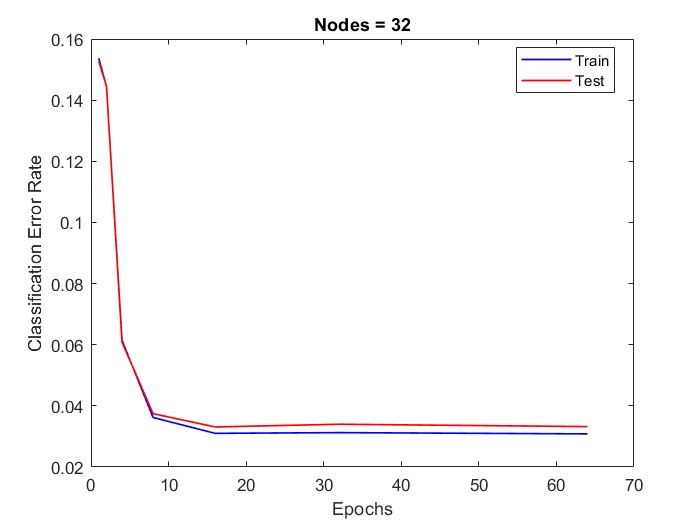 Nodes = 32
Train
Test
0.16
0.14
0.12
0.1
0.08
0.06
0.04
0.02
Classification Error Rate
0 10 20 30 40 50 60 70
Epochs